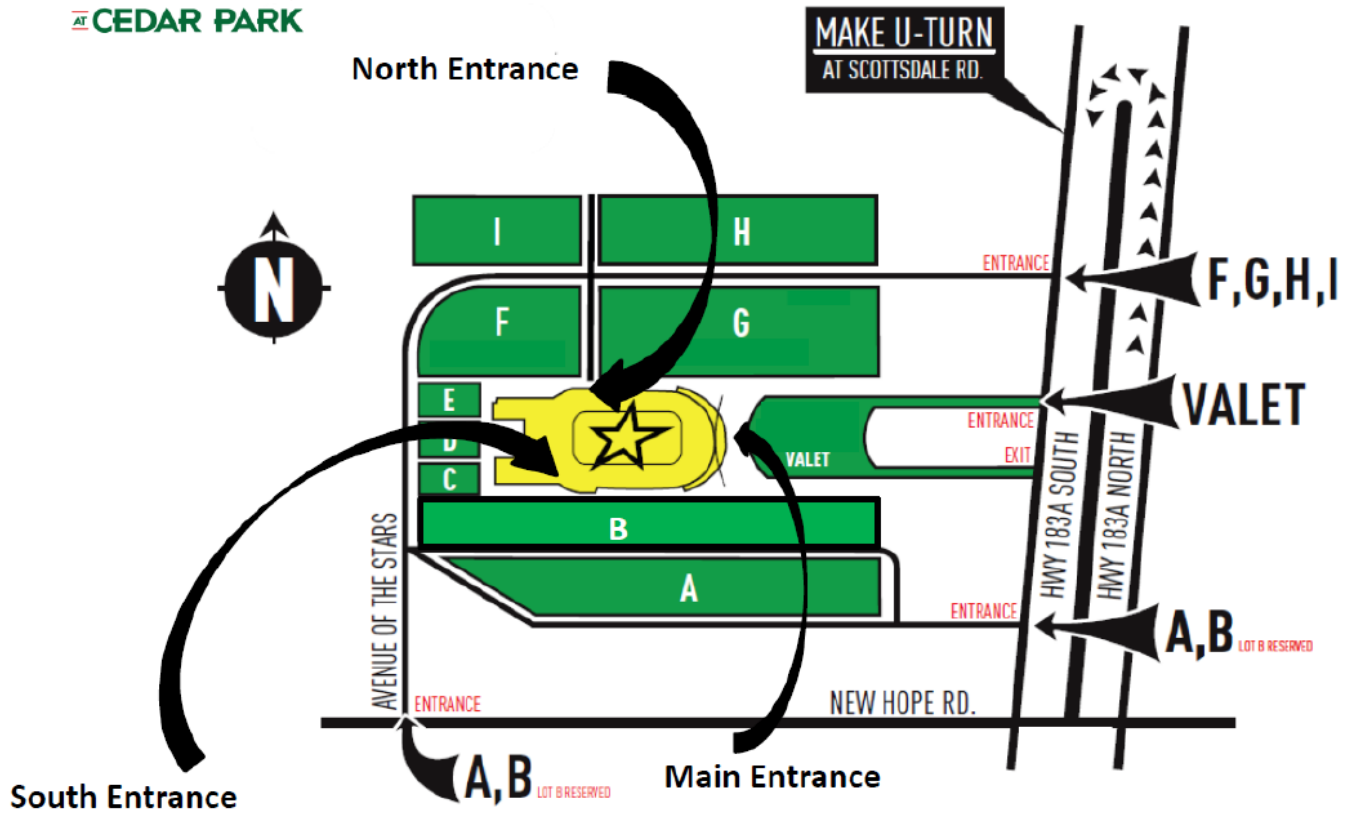 AT CEDAR PARK
North Entrance
MAKE U-TURN
AT SCOTTSDALE RD.
I
H
N
ENTRANCE
F,G,H,I
F
G
E
VALET
ENTRANCE
D
VALET
EXIT
C
B
HWY 183A SOUTH
HWY 183A NORTH
AVENUE OF THE STARS
A
ENTRANCE
A,B LOT B RESERVED
ENTRANCE
NEW HOPE RD.
A,B LOT B RESERVED
Main Entrance
South Entrance